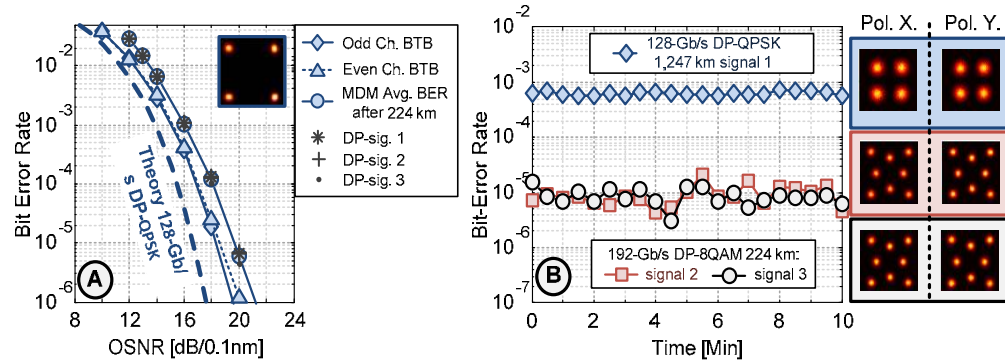 10-2
10-3
10-4
10-5
10-6
Bit Error Rate
8 12 16 20 24
OSNR [dB/0.1nm]
A
Theory 128-Gb/
s DP-QPSK
Odd Ch. BTB
Even Ch. BTB
MDM Avg. BER
after 224 km
DP-sig. 1
DP-sig. 2
DP-sig. 3
10-1
10-2
10-3
10-4
10-5
10-6
10-7
Bit-Error Rate
0 2 4 6 8 10
Time [Min]
B
128-Gb/s DP-QPSK
1,247 km signal 1
192-Gb/s DP-8QAM 224 km:
signal 2 signal 3
Pol. X. Pol. Y.